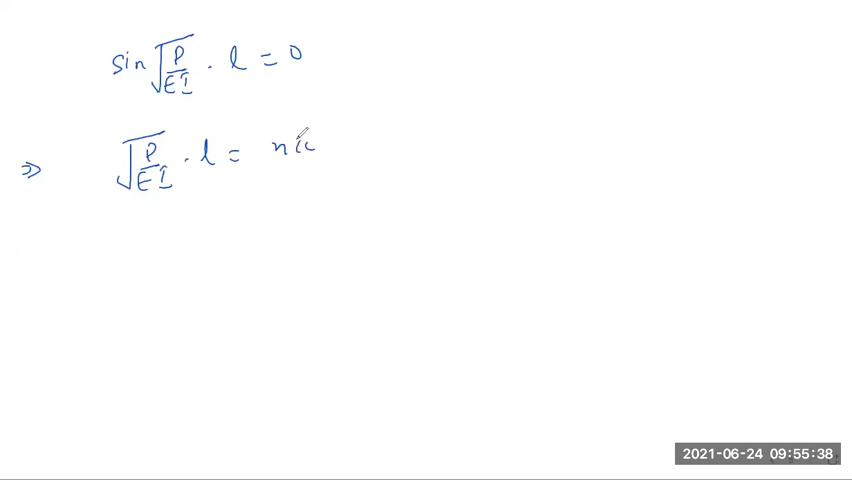 sin √(P/EI) · l = 0
⇒ √(P/EI) · l = nπ
2021-06-24 09:55:38